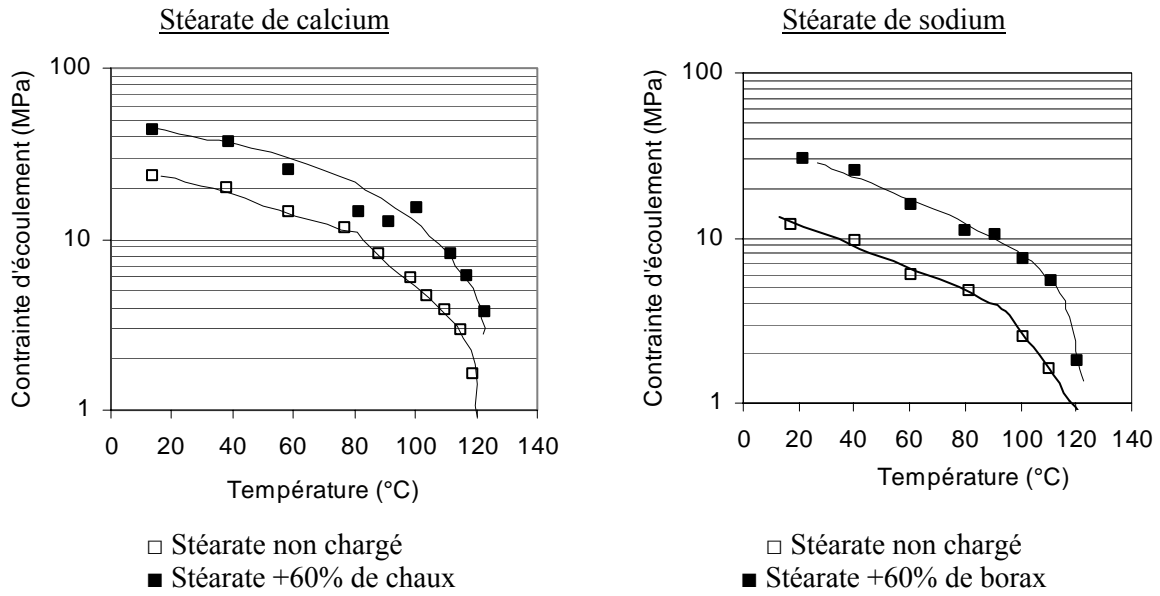 Stéarate de calcium
Contrainte d'écoulement (MPa)
100
10
1
0 20 40 60 80 100 120 140
Température (°C)
□ Stéarate non chargé
■ Stéarate +60% de chaux
Stéarate de sodium
Contrainte d'écoulement (MPa)
100
10
1
0 20 40 60 80 100 120 140
Température (°C)
□ Stéarate non chargé
■ Stéarate +60% de borax